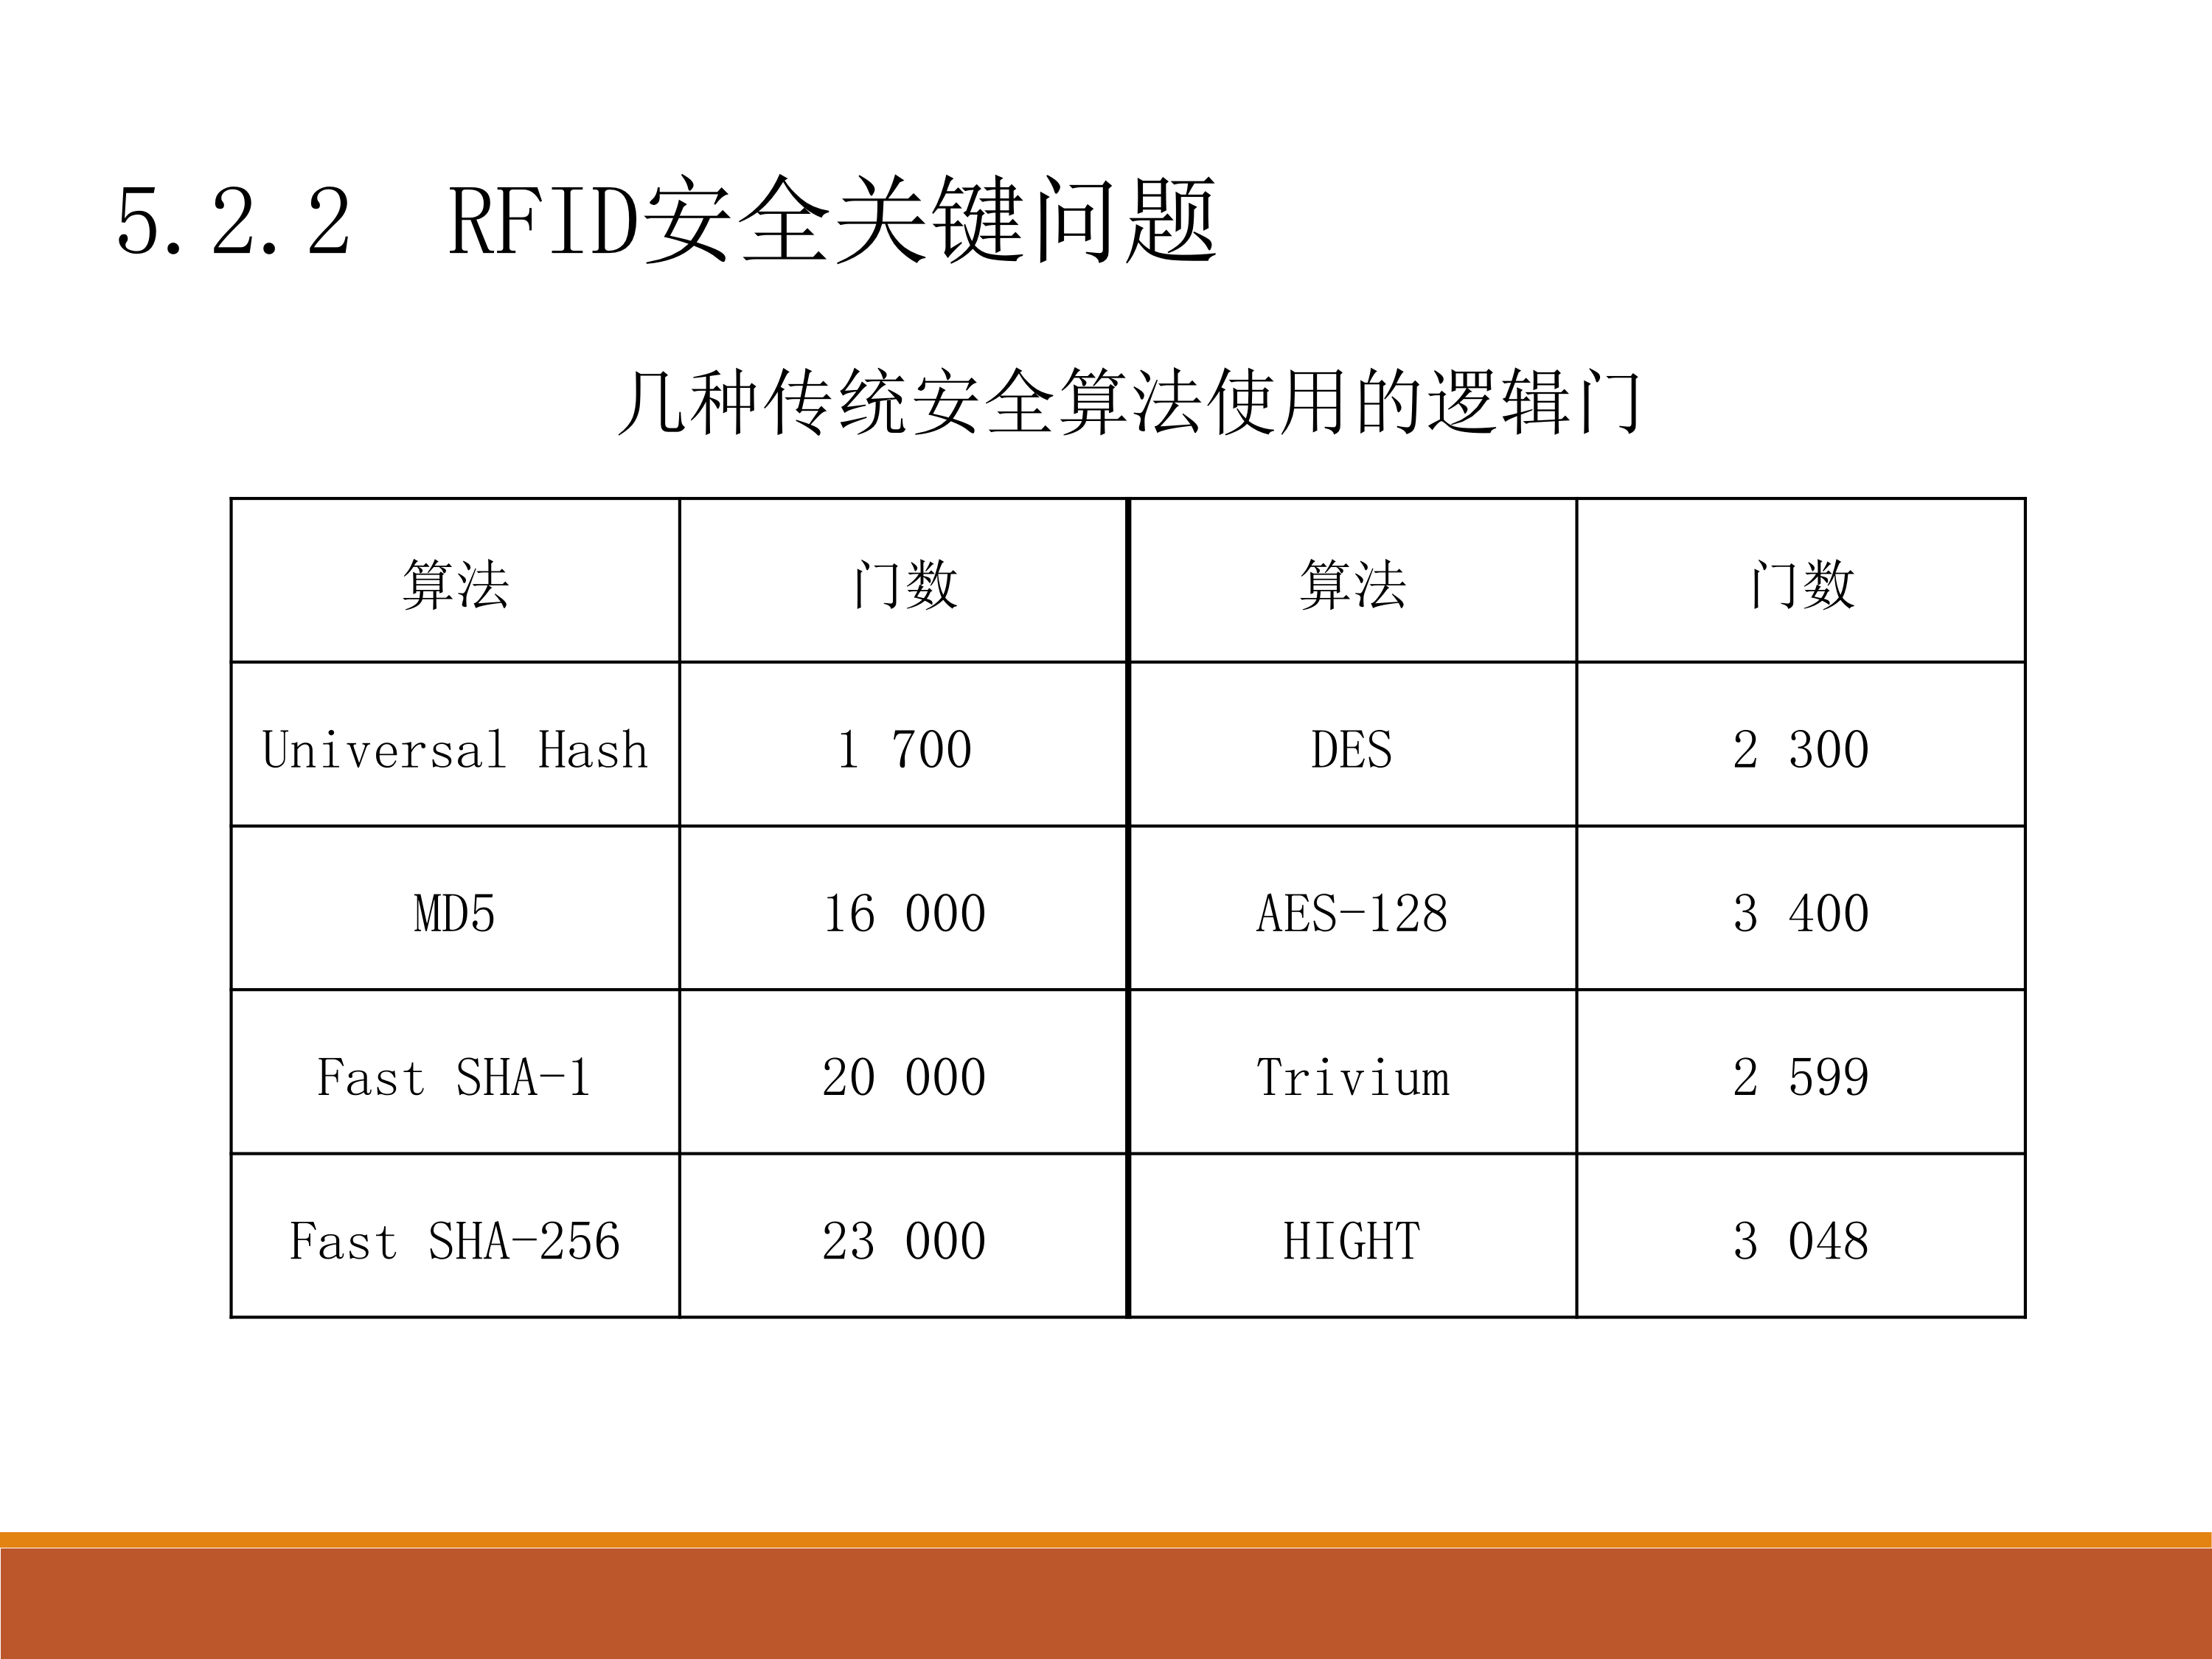 5.2.2 RFID安全关键问题
几种传统安全算法使用的逻辑门
算法 门数 算法 门数
Universal Hash 1 700 DES 2 300
MD5 16 000 AES-128 3 400
Fast SHA-1 20 000 Trivium 2 599
Fast SHA-256 23 000 HIGHT 3 048